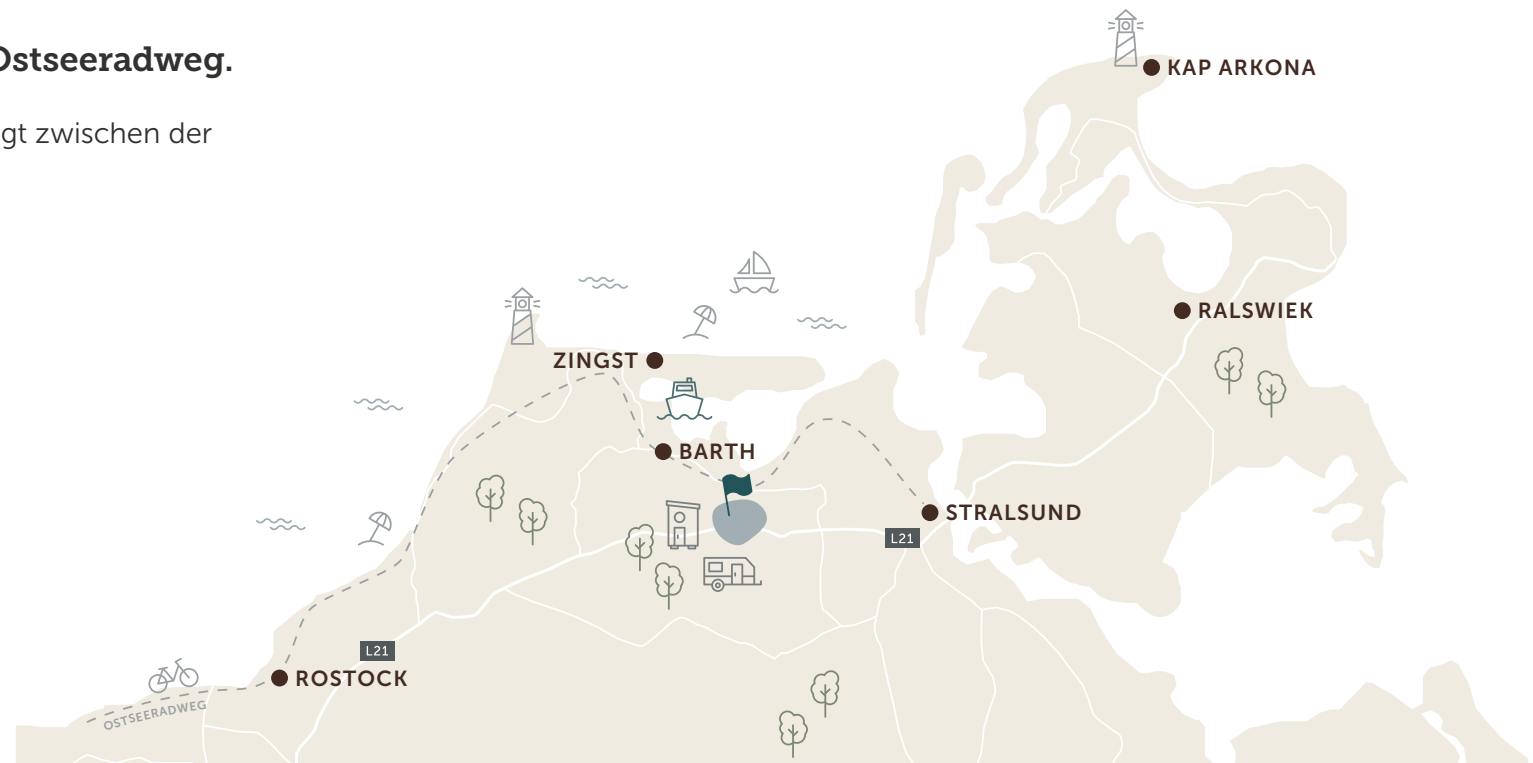 Ostseeradweg.
gt zwischen der
KAP ARKONA
RALSWIEK
ZINGST
BARTH
STRALSUND
L21
L21
ROSTOCK
OSTSEERADWEG